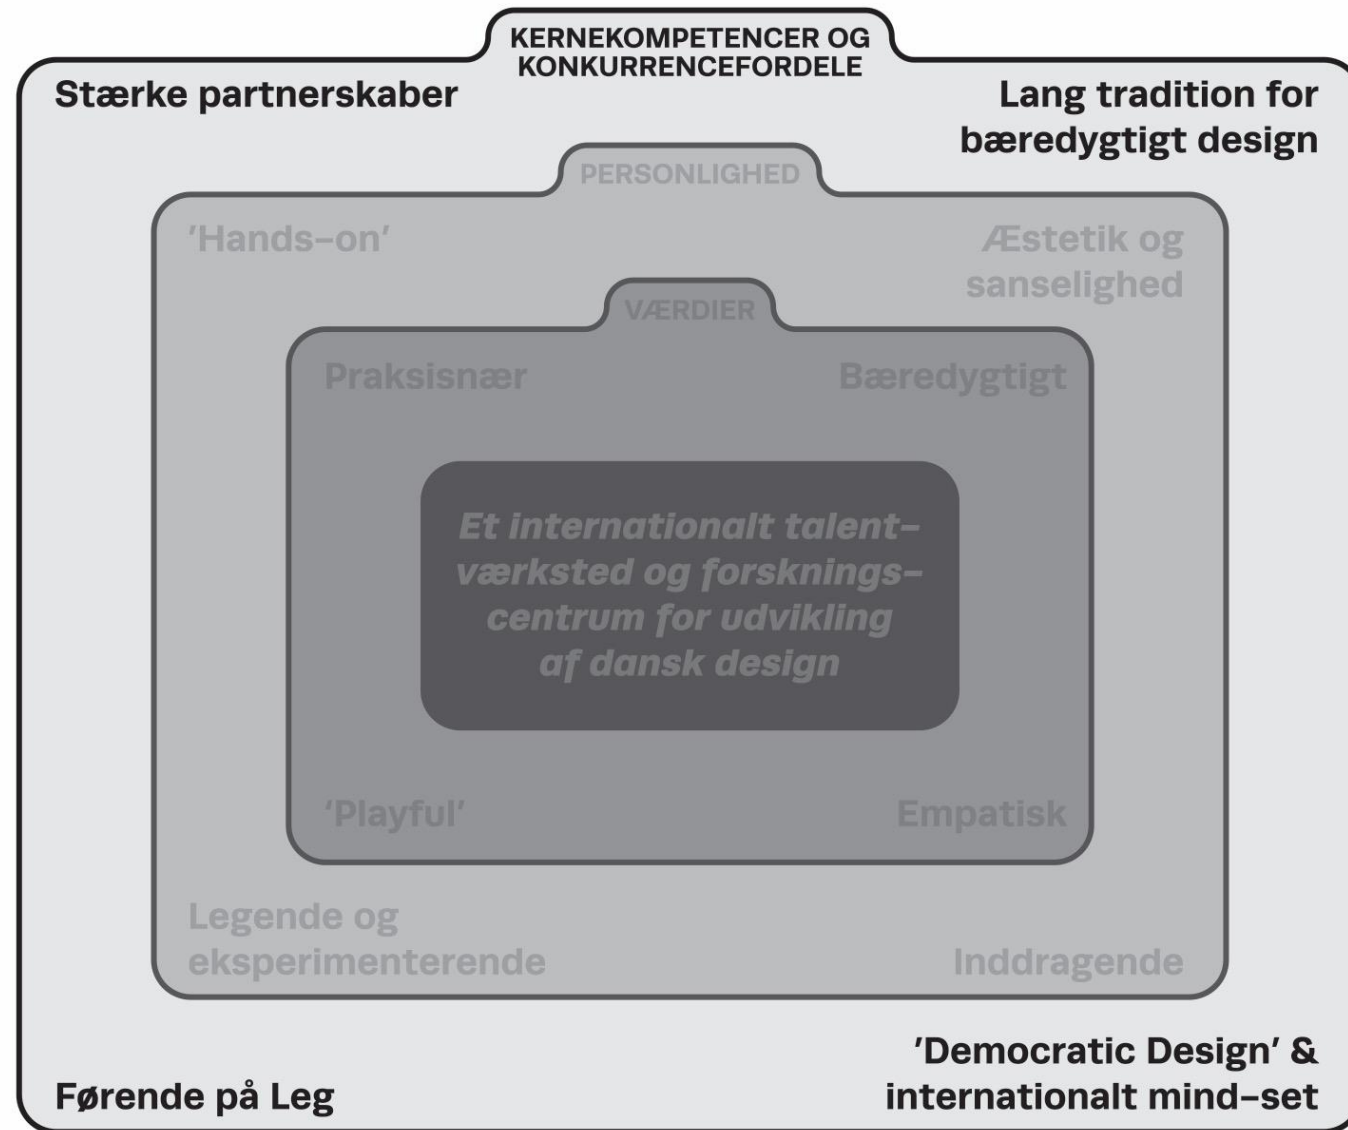 KERNEKOMPETENCER OG
KONKURRENCEFORDELE
Stærke partnerskaber
Lang tradition for
bæredygtigt design
PERSONLIGHED
'Hands-on'
Æstetik og
sanselighed
VÆRDIER
Praksisnær
Bæredygtigt
Et internationalt talent-
værksted og forsknings-
centrum for udvikling
af dansk design
'Playful'
Empatisk
Legende og
eksperimenterende
Inddragende
Førende på Leg
'Democratic Design' &
internationalt mind-set